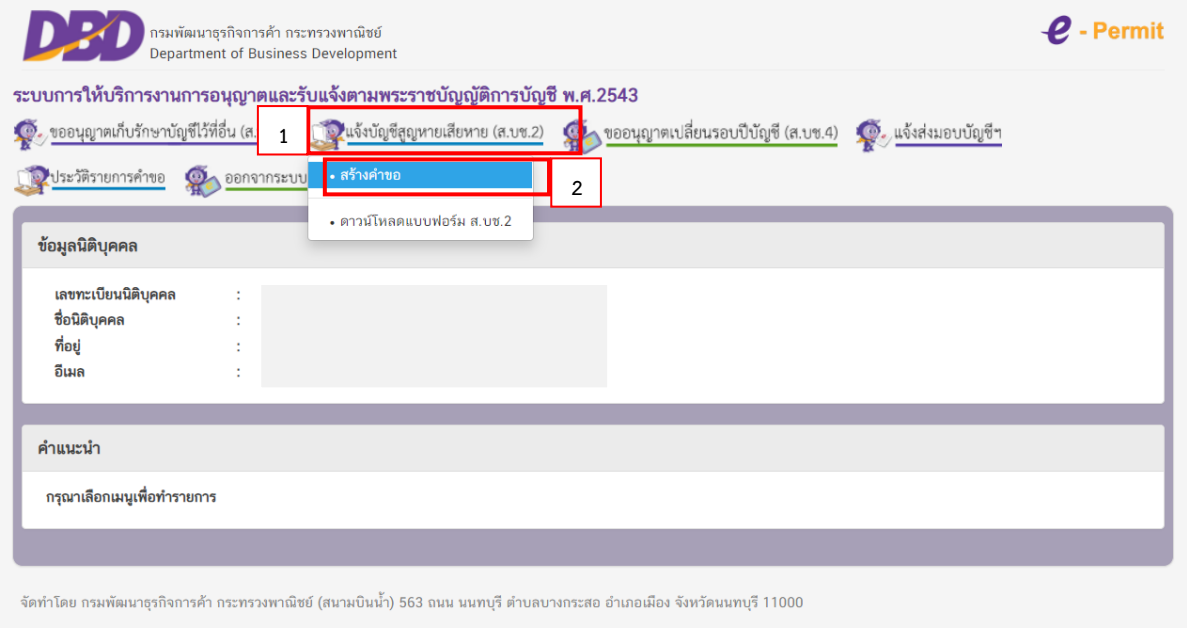 DBD
กรมพัฒนาธุรกิจการค้า กระทรวงพาณิชย์
Department of Business Development
e - Permit
ระบบการให้บริการงานการอนุญาตและรับแจ้งตามพระราชบัญญัติการบัญชี พ.ศ.2543
ขออนุญาตเก็บรักษาบัญชีไว้ที่อื่น (ส. 1 แจ้งบัญชีสูญหายเสียหาย (ส.บช.2) ขออนุญาตเปลี่ยนรอบปีบัญชี (ส.บช.4) แจ้งส่งมอบบัญชีฯ
ประวัติรายการคำขอ ออกจากระบบ • สร้างคำขอ 2
• ดาวน์โหลดแบบฟอร์ม ส.บช.2
ข้อมูลนิติบุคคล
เลขทะเบียนนิติบุคคล :
ชื่อนิติบุคคล :
ที่อยู่ :
อีเมล :
คำแนะนำ
กรุณาเลือกเมนูเพื่อทำรายการ
จัดทำโดย กรมพัฒนาธุรกิจการค้า กระทรวงพาณิชย์ (สนามบินน้ำ) 563 ถนน นนทบุรี ตำบลบางกระสอ อำเภอเมือง จังหวัดนนทบุรี 11000